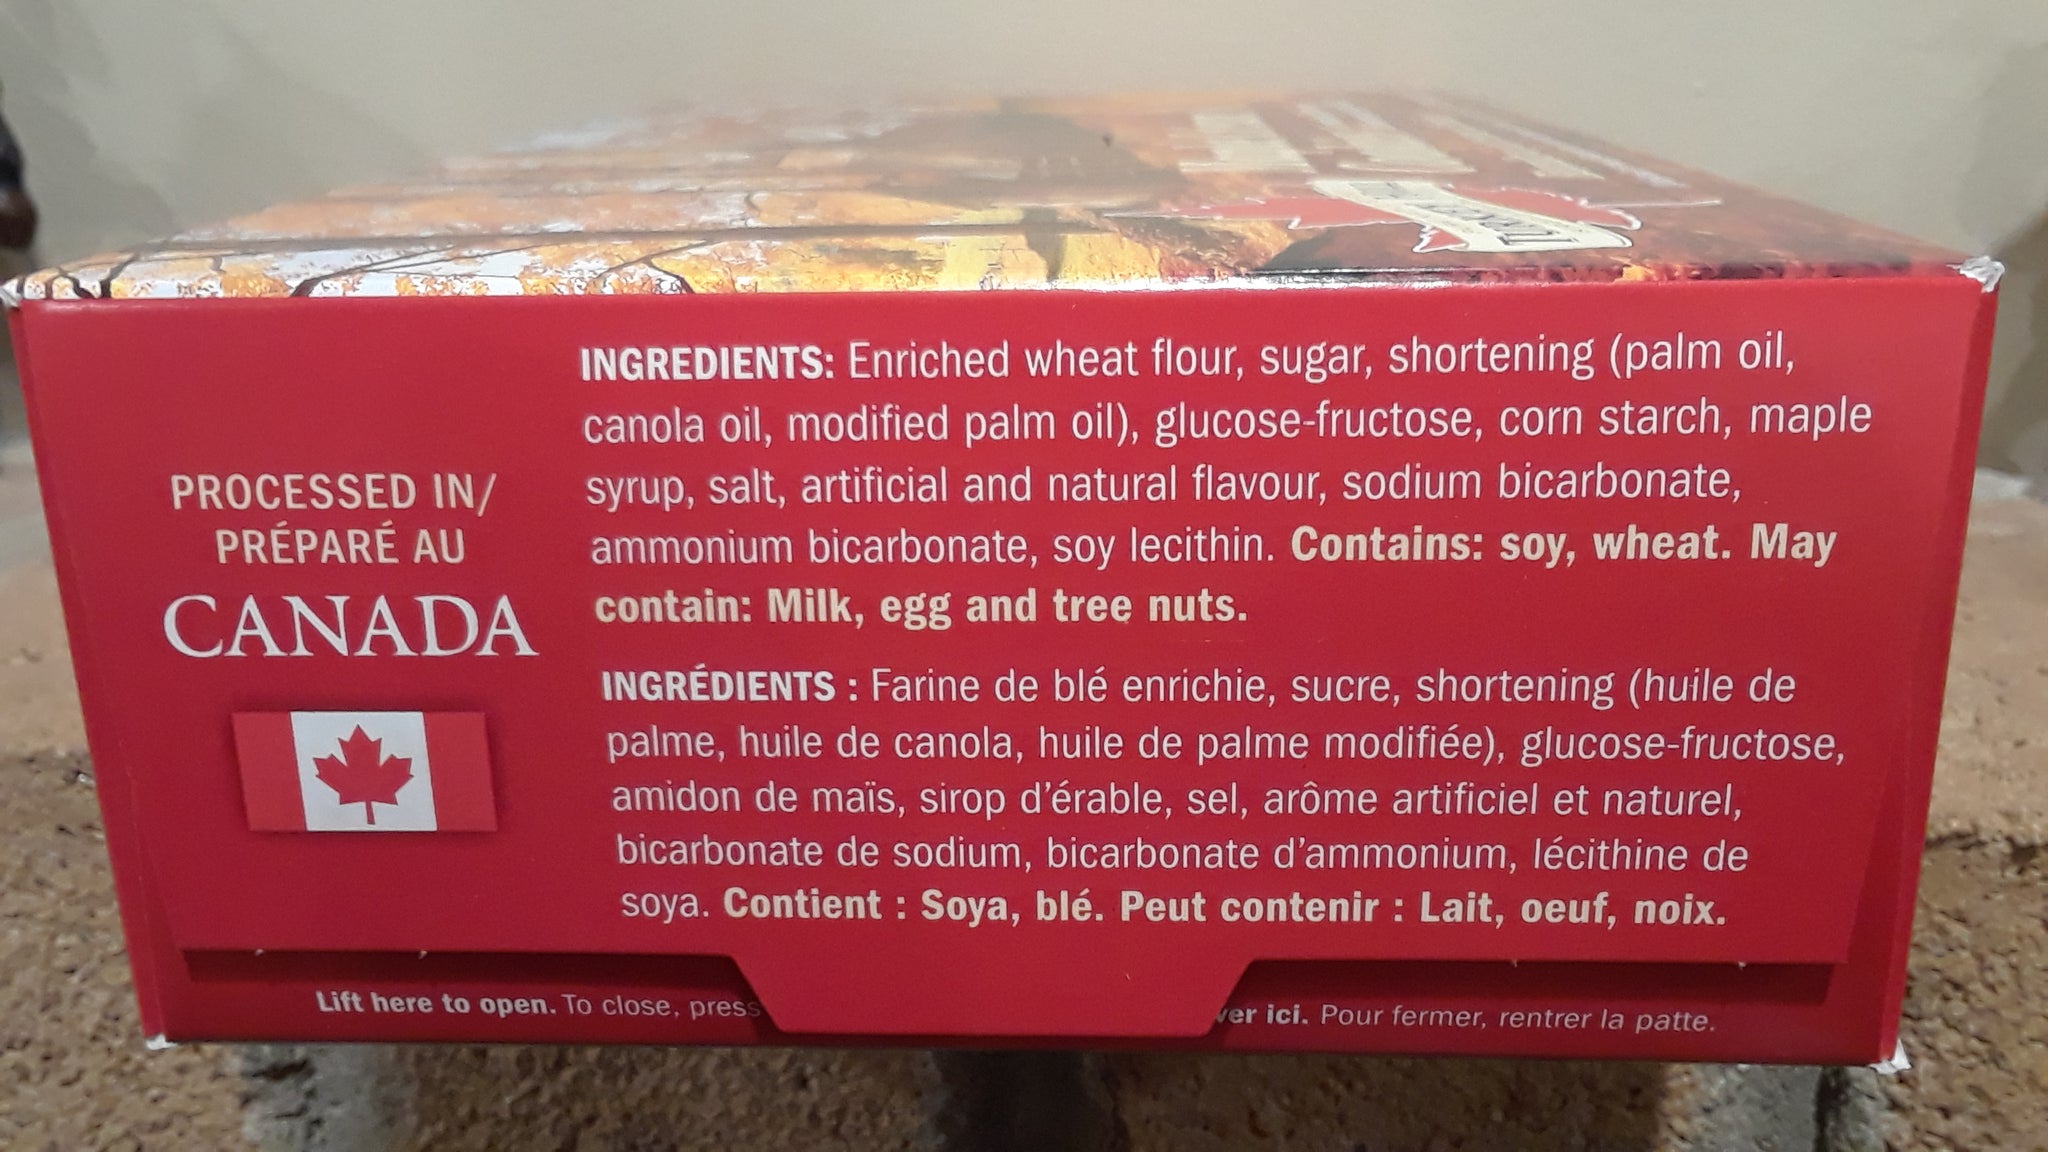 PROCESSED IN/
PRÉPARÉ AU
CANADA
INGREDIENTS: Enriched wheat flour, sugar, shortening (palm oil,
canola oil, modified palm oil), glucose-fructose, corn starch, maple
syrup, salt, artificial and natural flavour, sodium bicarbonate,
ammonium bicarbonate, soy lecithin. Contains: soy, wheat. May
contain: Milk, egg and tree nuts.
INGRÉDIENTS : Farine de blé enrichie, sucre, shortening (huile de
palme, huile de canola, huile de palme modifiée), glucose-fructose,
amidon de maïs, sirop d'érable, sel, arôme artificiel et naturel,
bicarbonate de sodium, bicarbonate d'ammonium, lécithine de
soya. Contient : Soya, blé. Peut contenir : Lait, oeuf, noix.
Lift here to open. To close, press
ver ici. Pour fermer, rentrer la patte.